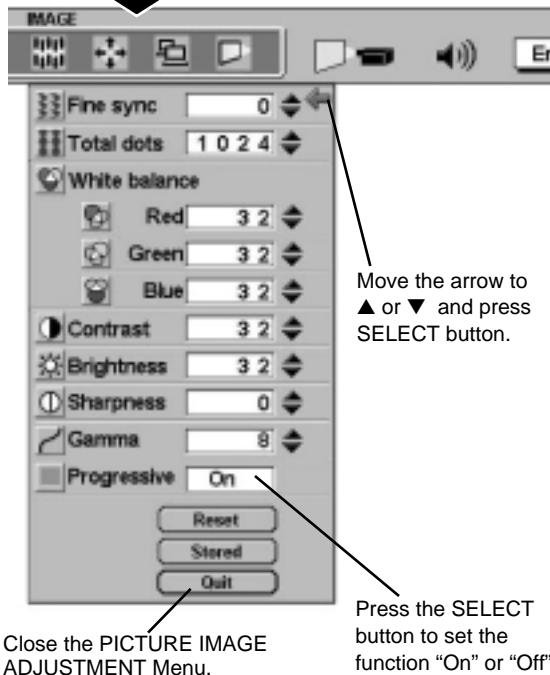 IMAGE
Fine sync 0
Total dots 1024
White balance
Red 32
Green 32
Blue 32
Move the arrow to
▲ or ▼ and press
SELECT button.
Contrast 32
Brightness 32
Sharpness 0
Gamma 8
Progressive On
Reset
Stored
Quit
Press the SELECT
button to set the
function “On” or “Off”
Close the PICTURE IMAGE
ADJUSTMENT Menu.